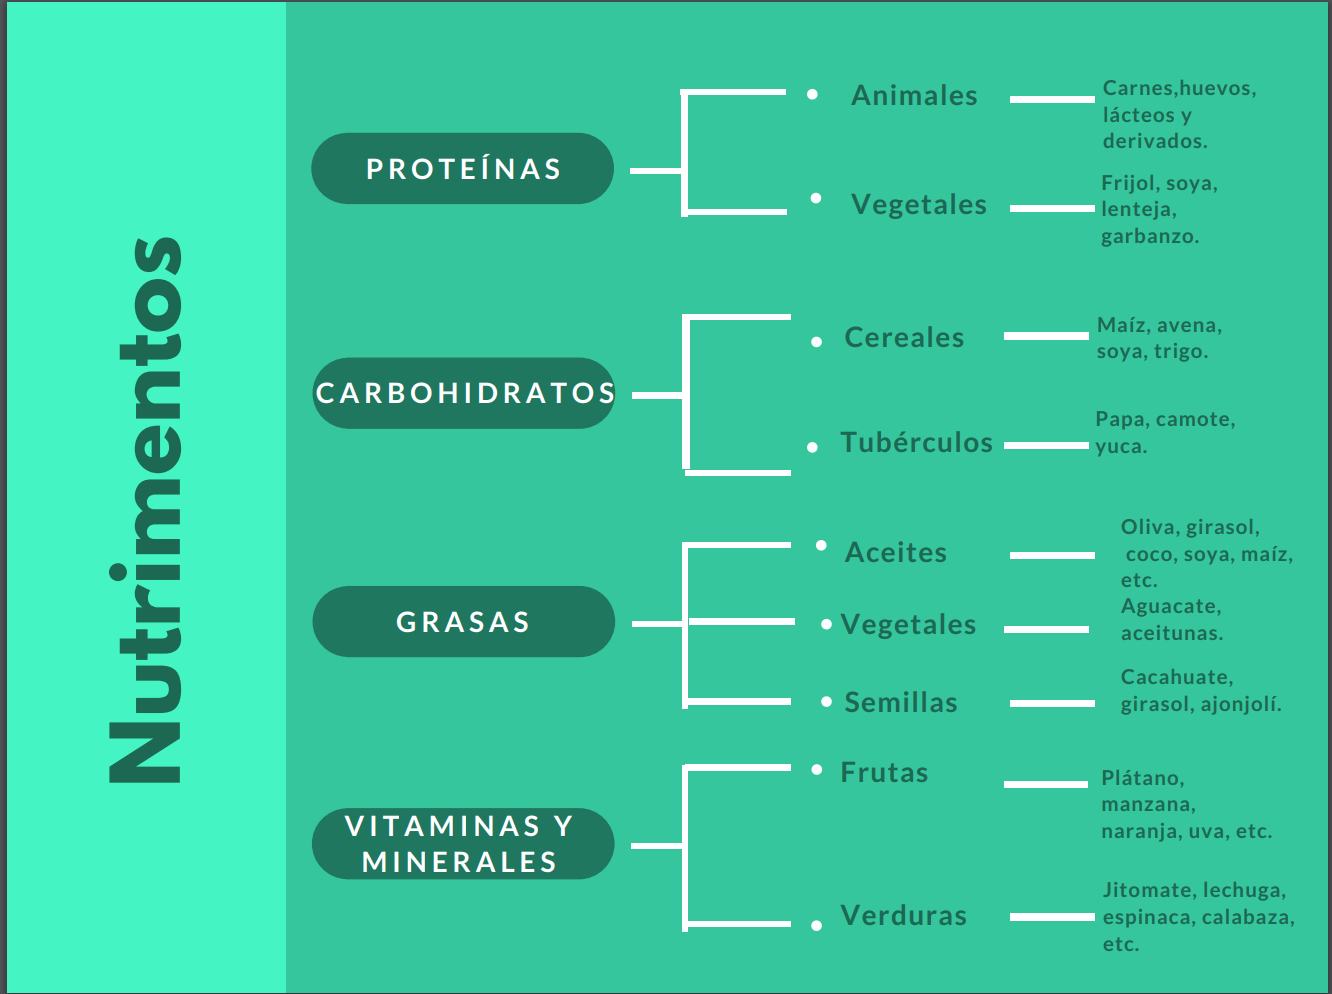 Nutrimentos
PROTEÍNAS
Animales
Carnes,huevos,
lácteos y
derivados.
Vegetales
Frijol, soya,
lenteja,
garbanzo.
CARBOHIDRATOS
Cereales
Maíz, avena,
soya, trigo.
Tubérculos
Papa, camote,
yuca.
GRASAS
Aceites
Oliva, girasol,
coco, soya, maíz,
etc.
Vegetales
Aguacate,
aceitunas.
Semillas
Cacahuate,
girasol, ajonjolí.
VITAMINAS Y
MINERALES
Frutas
Plátano,
manzana,
naranja, uva, etc.
Verduras
Jitomate, lechuga,
espinaca, calabaza,
etc.